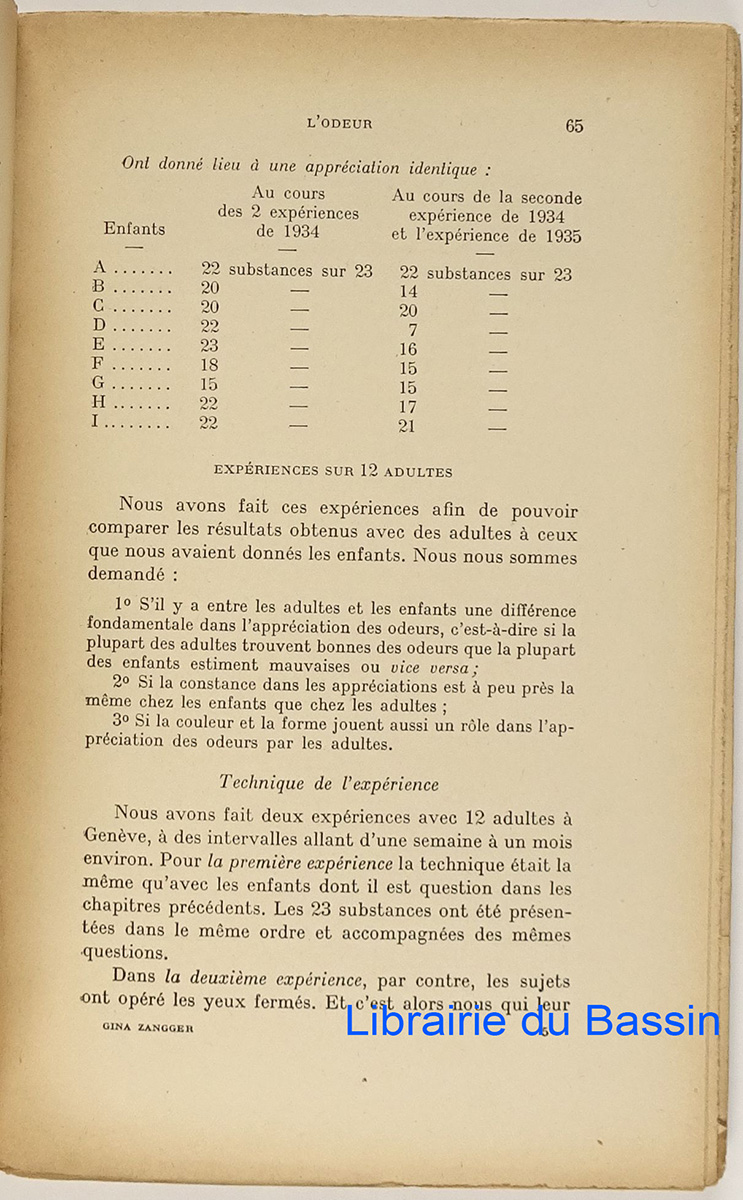 L'ODEUR 65
Ont donné lieu à une appréciation identique :
Au cours Au cours de la seconde
des 2 expériences expérience de 1934
Enfants de 1934 et l'expérience de 1935
— — —
A ....... 22 substances sur 23 22 substances sur 23
B ....... 20 — 14 —
C ....... 20 — 20 —
D ....... 22 — 7 —
E ....... 23 — 16 —
F ....... 18 — 15 —
G ....... 15 — 15 —
H ....... 22 — 17 —
I ........ 22 — 21 —
EXPÉRIENCES SUR 12 ADULTES
Nous avons fait ces expériences afin de pouvoir
comparer les résultats obtenus avec des adultes à ceux
que nous avaient donnés les enfants. Nous nous sommes
demandé :
1º S'il y a entre les adultes et les enfants une différence
fondamentale dans l'appréciation des odeurs, c'est-à-dire si la
plupart des adultes trouvent bonnes des odeurs que la plupart
des enfants estiment mauvaises ou vice versa ;
2º Si la constance dans les appréciations est à peu près la
même chez les enfants que chez les adultes ;
3º Si la couleur et la forme jouent aussi un rôle dans l'ap-
préciation des odeurs par les adultes.
Technique de l'expérience
Nous avons fait deux expériences avec 12 adultes à
Genève, à des intervalles allant d'une semaine à un mois
environ. Pour la première expérience la technique était la
même qu'avec les enfants dont il est question dans les
chapitres précédents. Les 23 substances ont été présen-
tées dans le même ordre et accompagnées des mêmes
questions.
Dans la deuxième expérience, par contre, les sujets
ont opéré les yeux fermés. Et c'est alors nous qui leur
GINA ZANGGER 5
Librairie du Bassin